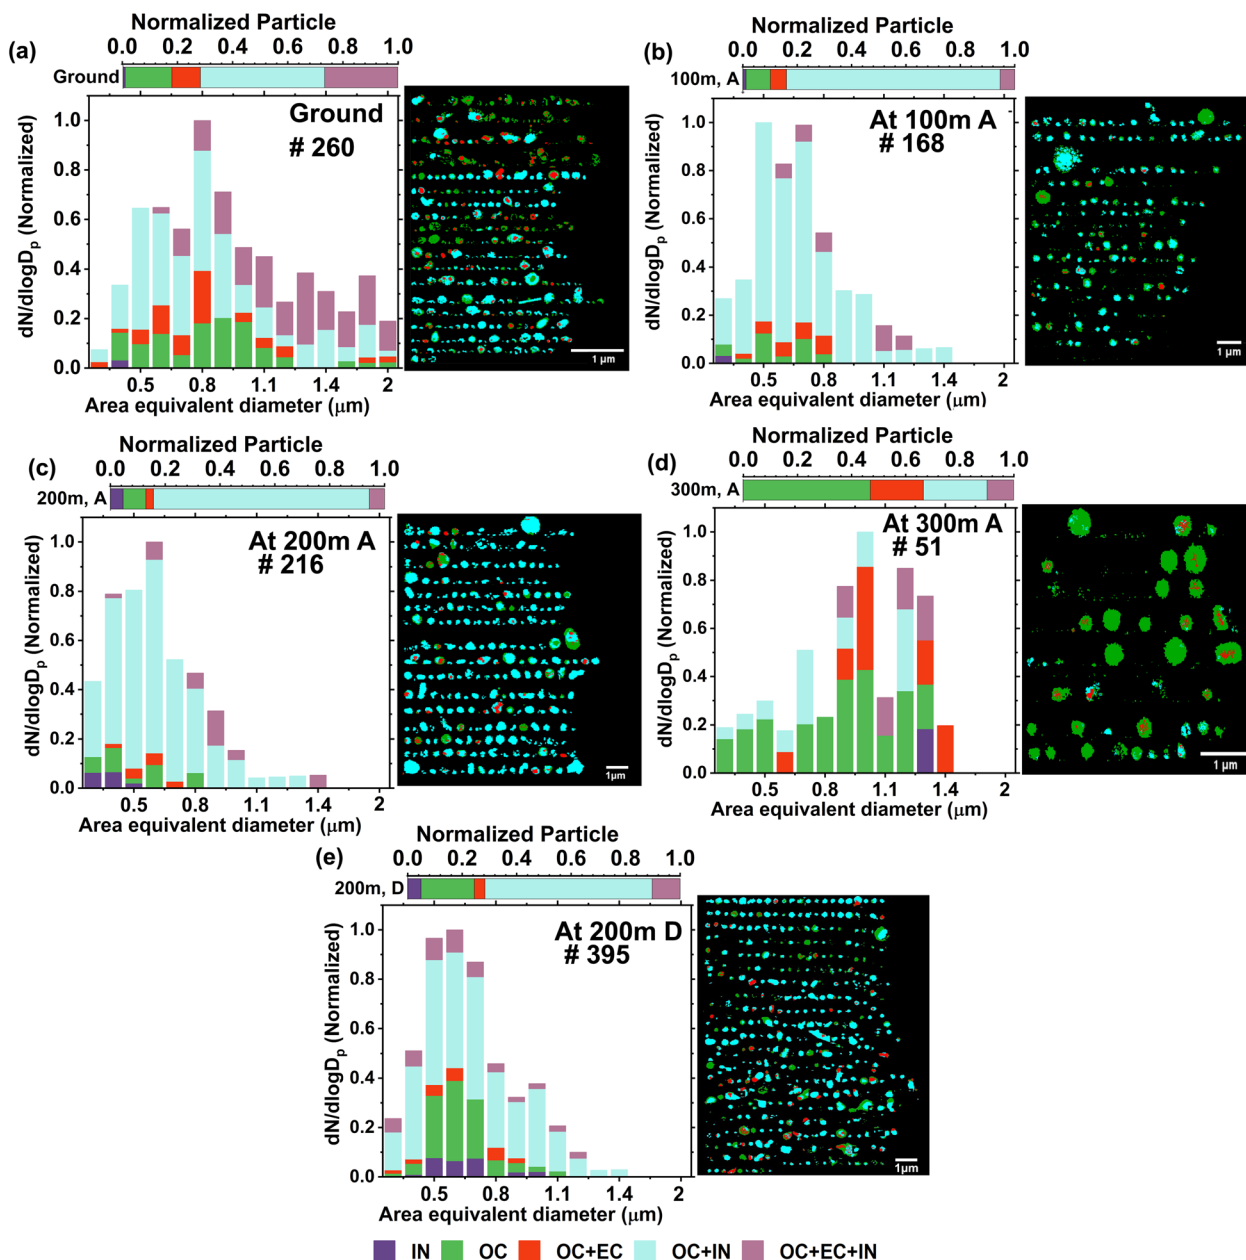 Normalized Particle
(a)
0.0 0.2 0.4 0.6 0.8 1.0
Ground
Ground
# 260
dN/dlogDp (Normalized)
1.0
0.8
0.6
0.4
0.2
0.0
0.5 0.8 1.1 1.4 2
Area equivalent diameter (μm)
1 μm
Normalized Particle
(b)
0.0 0.2 0.4 0.6 0.8 1.0
100m, A
At 100m A
# 168
dN/dlogDp (Normalized)
1.0
0.8
0.6
0.4
0.2
0.0
0.5 0.8 1.1 1.4 2
Area equivalent diameter (μm)
1 μm
Normalized Particle
(c)
0.0 0.2 0.4 0.6 0.8 1.0
200m, A
At 200m A
# 216
dN/dlogDp (Normalized)
1.0
0.8
0.6
0.4
0.2
0.0
0.5 0.8 1.1 1.4 2
Area equivalent diameter (μm)
1μm
Normalized Particle
(d)
0.0 0.2 0.4 0.6 0.8 1.0
300m, A
At 300m A
# 51
dN/dlogDp (Normalized)
1.0
0.8
0.6
0.4
0.2
0.0
0.5 0.8 1.1 1.4 2
Area equivalent diameter (μm)
1 μm
Normalized Particle
(e)
0.0 0.2 0.4 0.6 0.8 1.0
200m, D
At 200m D
# 395
dN/dlogDp (Normalized)
1.0
0.8
0.6
0.4
0.2
0.0
0.5 0.8 1.1 1.4 2
Area equivalent diameter (μm)
1μm
IN OC OC+EC OC+IN OC+EC+IN